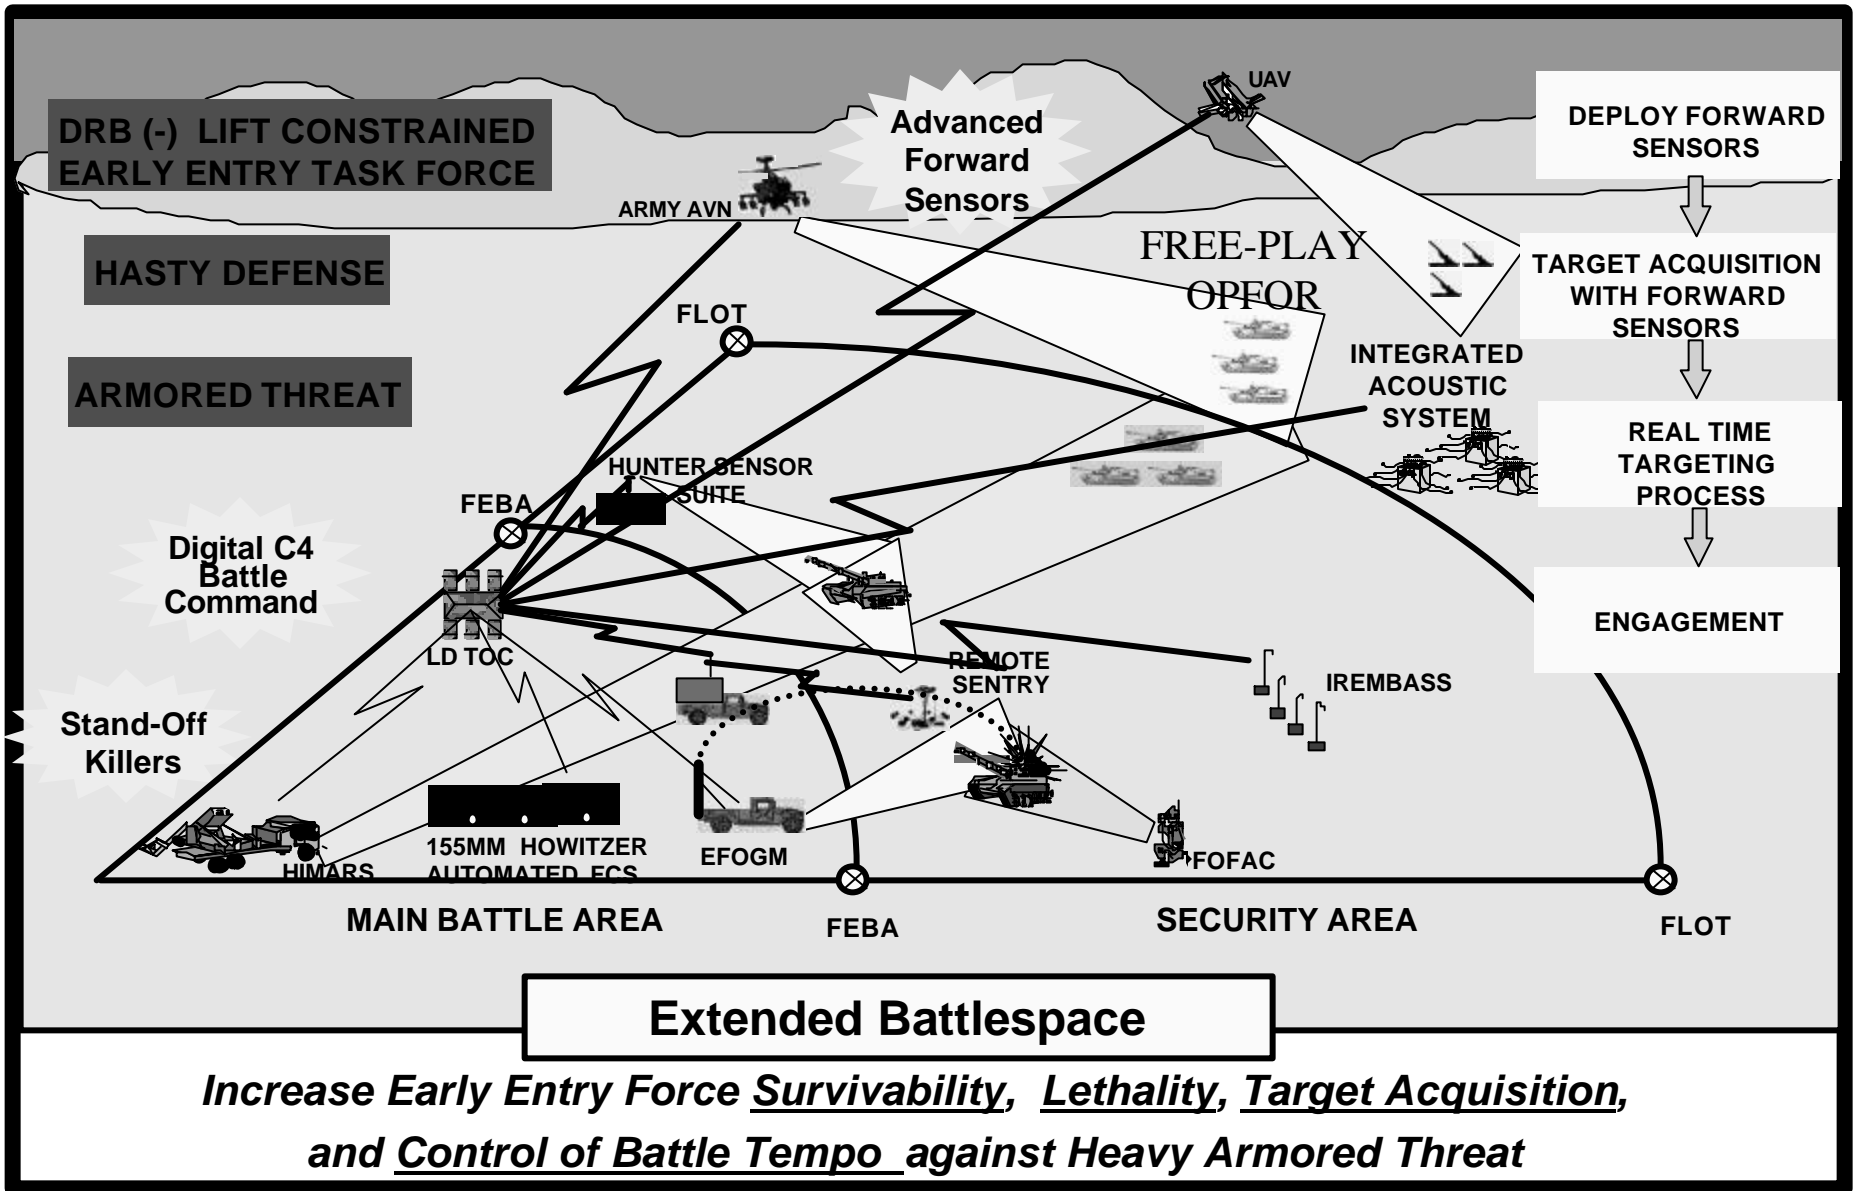 DRB (-) LIFT CONSTRAINED
EARLY ENTRY TASK FORCE
HASTY DEFENSE
ARMORED THREAT
ARMY AVN
Advanced
Forward
Sensors
UAV
FREE-PLAY
OPFOR
DEPLOY FORWARD
SENSORS
TARGET ACQUISITION
WITH FORWARD
SENSORS
REAL TIME
TARGETING
PROCESS
ENGAGEMENT
FLOT
INTEGRATED
ACOUSTIC
SYSTEM
HUNTER SENSOR
SUITE
FEBA
Digital C4
Battle
Command
LD TOC
REMOTE
SENTRY
IREMBASS
Stand-Off
Killers
HIMARS
155MM HOWITZER
AUTOMATED FCS
EFOGM
FOFAC
MAIN BATTLE AREA
FEBA
SECURITY AREA
FLOT
Extended Battlespace
Increase Early Entry Force Survivability, Lethality, Target Acquisition,
and Control of Battle Tempo against Heavy Armored Threat